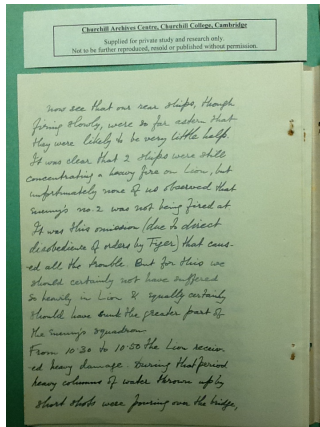 Churchill Archives Centre, Churchill College, Cambridge
Supplied for private study and research only.
Not to be further reproduced, resold or published without permission.
now see that our rear ships, though
firing slowly, were so far astern that
they were likely to be very little help.
It was clear that 2 ships were still
concentrating a heavy fire on Lion, but
unfortunately none of us observed that
enemy's no. 2 was not being fired at
It was this omission (due to direct
disobedience of orders by Tiger) that caus-
ed all the trouble. But for this we
should certainly not have suffered
so heavily in Lion & equally certainly
should have sunk the greater part of
the enemy's squadron
From 10:30 to 10:50 the Lion receiv
ed heavy damage. During that period
heavy columns of water thrown up by
short shots were pouring over the bridge,